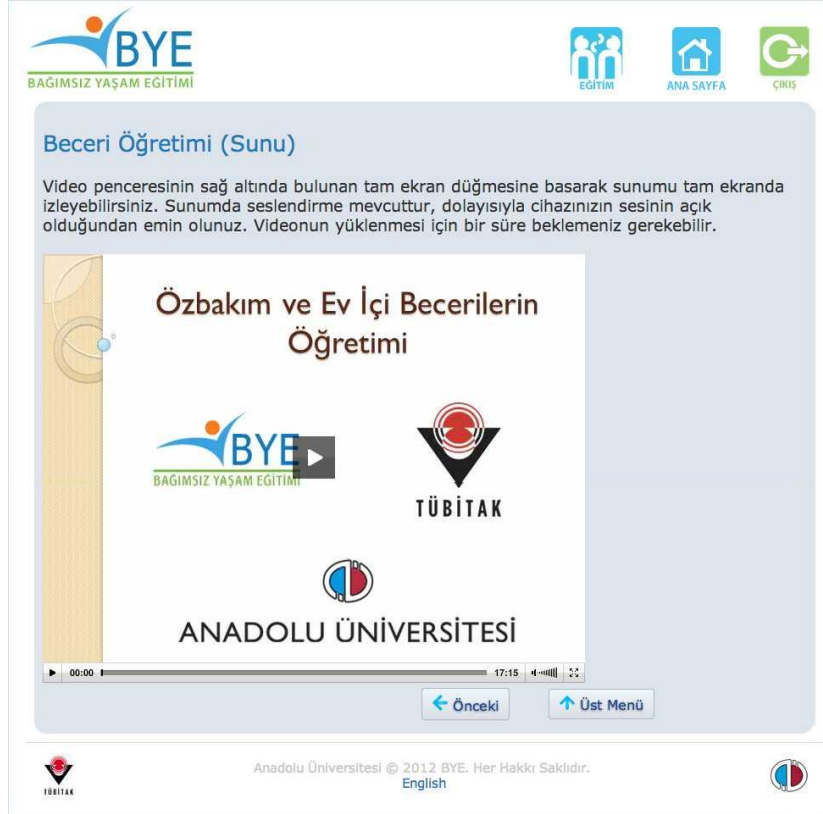 BYE
BAĞIMSIZ YAŞAM EĞİTİMİ
EĞİTİM
ANA SAYFA
ÇIKIŞ
Beceri Öğretimi (Sunu)
Video penceresinin sağ altında bulunan tam ekran düğmesine basarak sunumu tam ekranda
izleyebilirsiniz. Sunumda seslendirme mevcuttur, dolayısıyla cihazınızın sesinin açık
olduğundan emin olunuz. Videonun yüklenmesi için bir süre beklemeniz gerekebilir.
Özbakım ve Ev İçi Becerilerin
Öğretimi
BYE
BAĞIMSIZ YAŞAM EĞİTİMİ
TÜBİTAK
ANADOLU ÜNİVERSİTESİ
00:00
17:15
Önceki
Üst Menü
TÜBİTAK
Anadolu Üniversitesi © 2012 BYE. Her Hakkı Saklıdır.
English